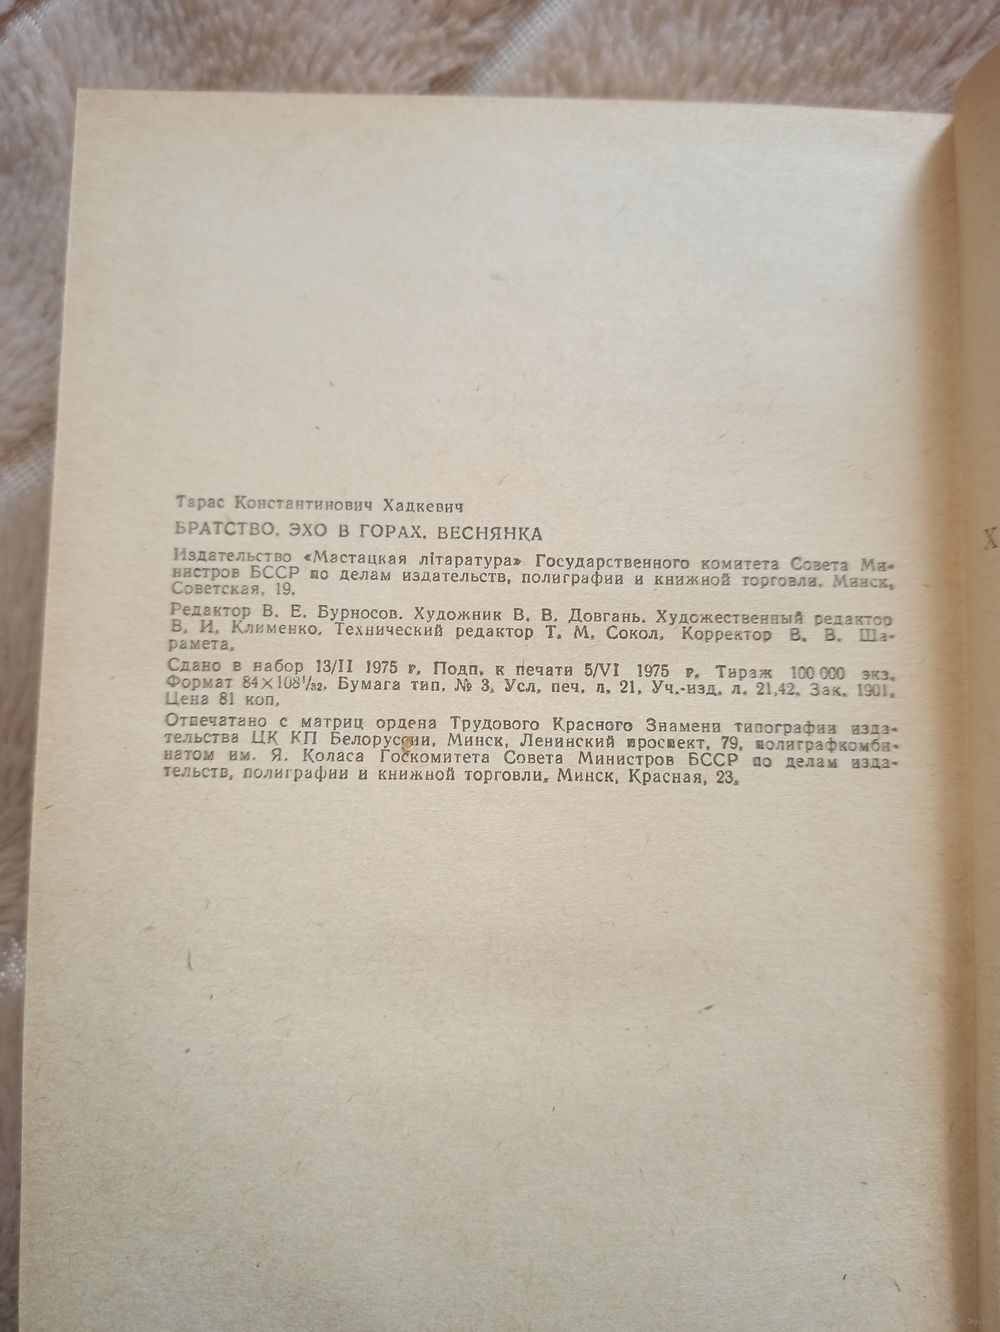 Тарас Константинович Хадкевич
БРАТСТВО. ЭХО В ГОРАХ. ВЕСНЯНКА
Издательство «Мастацкая літаратура» Государственного комитета Совета Ми-
нистров БССР по делам издательств, полиграфии и книжной торговли. Минск,
Советская, 19.
Редактор В. Е. Бурносов. Художник В. В. Довгань. Художественный редактор
В. И. Клименко. Технический редактор Т. М. Сокол. Корректор В. В. Ша-
рамета.
Сдано в набор 13/II 1975 г. Подп. к печати 5/VI 1975 г. Тираж 100 000 экз.
Формат 84×108¹/₃₂. Бумага тип. № 3. Усл. печ. л. 21. Уч.-изд. л. 21,42. Зак. 1901.
Цена 81 коп.
Отпечатано с матриц ордена Трудового Красного Знамени типографии изда-
тельства ЦК КП Белоруссии, Минск, Ленинский проспект, 79, полиграфкомби-
натом им. Я. Коласа Госкомитета Совета Министров БССР по делам изда-
тельств, полиграфии и книжной торговли. Минск, Красная, 23.
Х